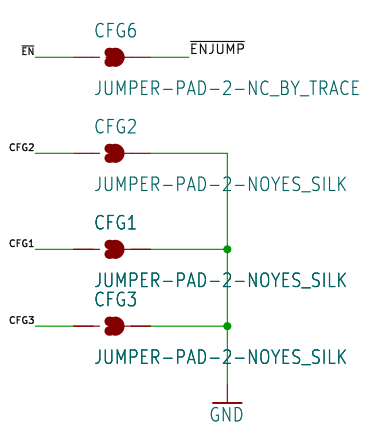 CFG6
EN ENJUMP
JUMPER-PAD-2-NC_BY_TRACE
CFG2
CFG2
JUMPER-PAD-2-NOYES_SILK
CFG1
CFG1
JUMPER-PAD-2-NOYES_SILK
CFG3
CFG3
JUMPER-PAD-2-NOYES_SILK
GND